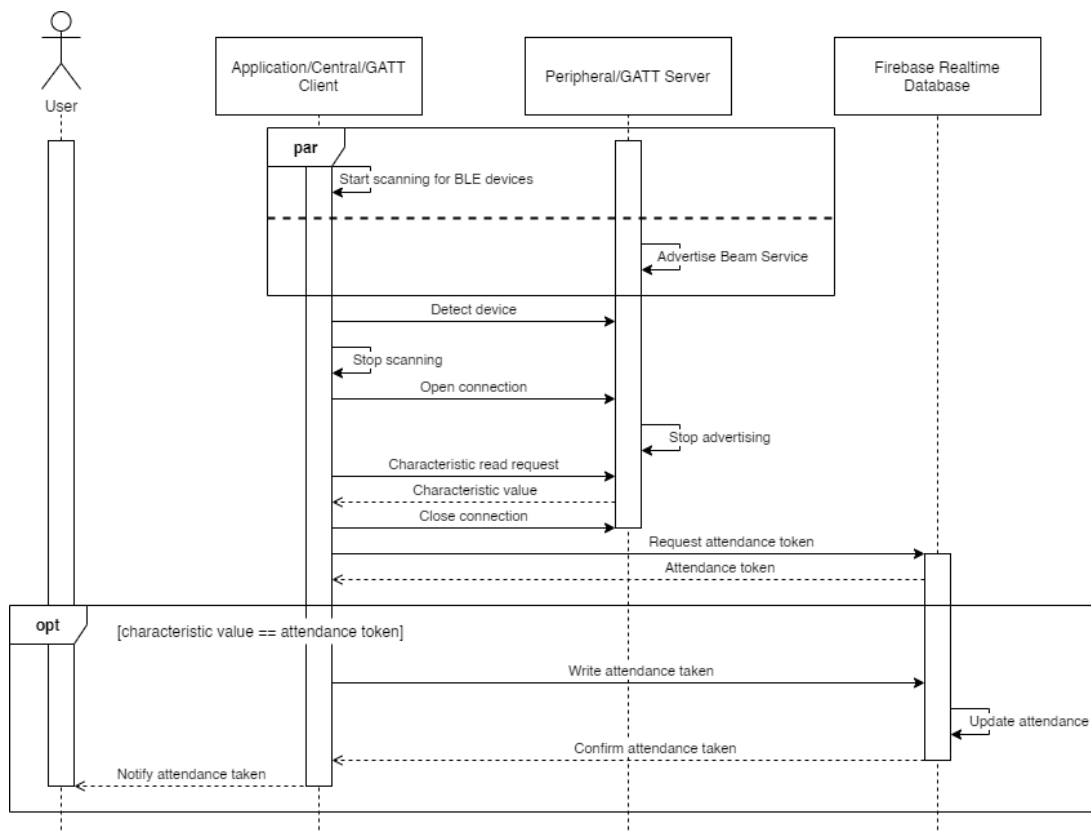 User
Application/Central/GATT
Client
Peripheral/GATT Server
Firebase Realtime
Database
par
Start scanning for BLE devices
Advertise Beam Service
Detect device
Stop scanning
Open connection
Stop advertising
Characteristic read request
Characteristic value
Close connection
Request attendance token
Attendance token
opt
[characteristic value == attendance token]
Write attendance taken
Update attendance
Confirm attendance taken
Notify attendance taken